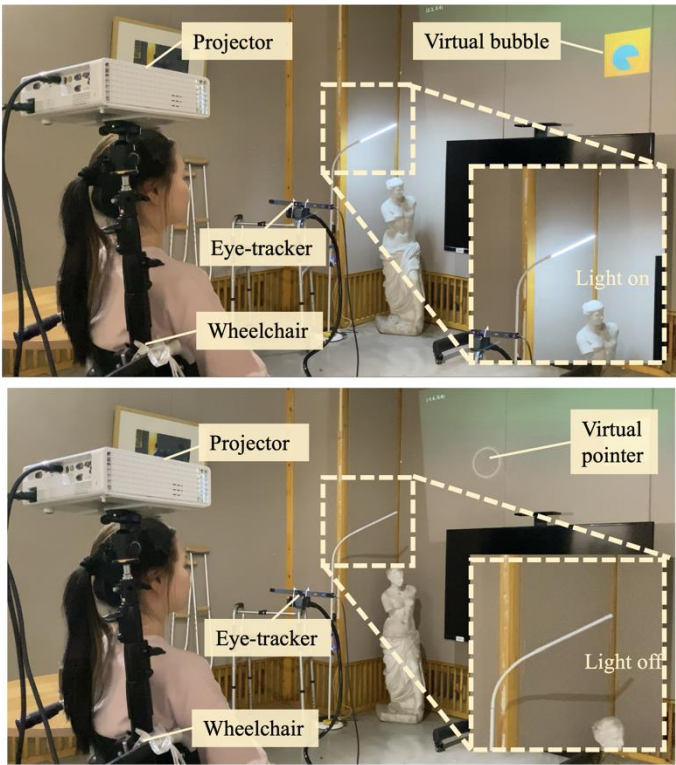 Projector
Virtual bubble
Eye-tracker
Light on
Wheelchair
Projector
Virtual
pointer
Eye-tracker
Light off
Wheelchair